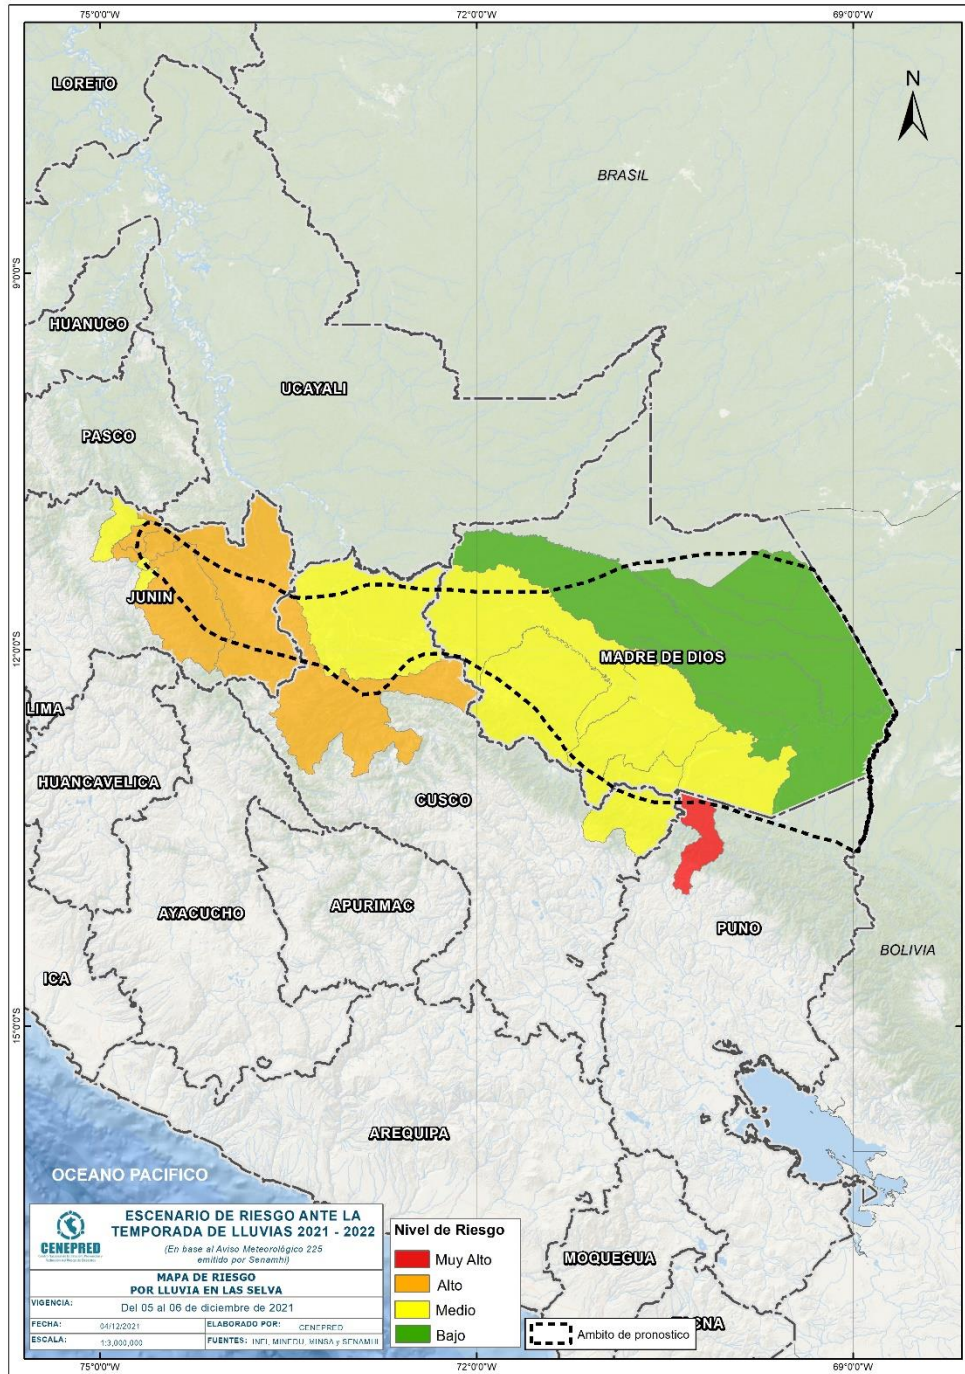 75°0'0"O
72°0'0"O
69°0'0"O
N
LORETO
BRASIL
9°0'0"S
HUANUCO
UCAYALI
PASCO
JUNIN
12°0'0"S
MADRE DE DIOS
LIMA
HUANCAVELICA
CUSCO
AYACUCHO
APURIMAC
PUNO
BOLIVIA
ICA
15°0'0"S
AREQUIPA
OCEANO PACIFICO
MOQUEGUA
CNA
CENEPRED
ESCENARIO DE RIESGO ANTE LA
TEMPORADA DE LLUVIAS 2021 - 2022
(En base al Aviso Meteorológico 225
emitido por Senamhi)
MAPA DE RIESGO
POR LLUVIA EN LAS SELVA
VIGENCIA: Del 05 al 06 de diciembre de 2021
FECHA: 04/12/2021 ELABORADO POR: CENEPRED
ESCALA: 1:3,000,000 FUENTES: INEI, MINEDU, MINSA y SENAMHI
Nivel de Riesgo
Muy Alto
Alto
Medio
Bajo
Ambito de pronostico
75°0'0"O
72°0'0"O
69°0'0"O